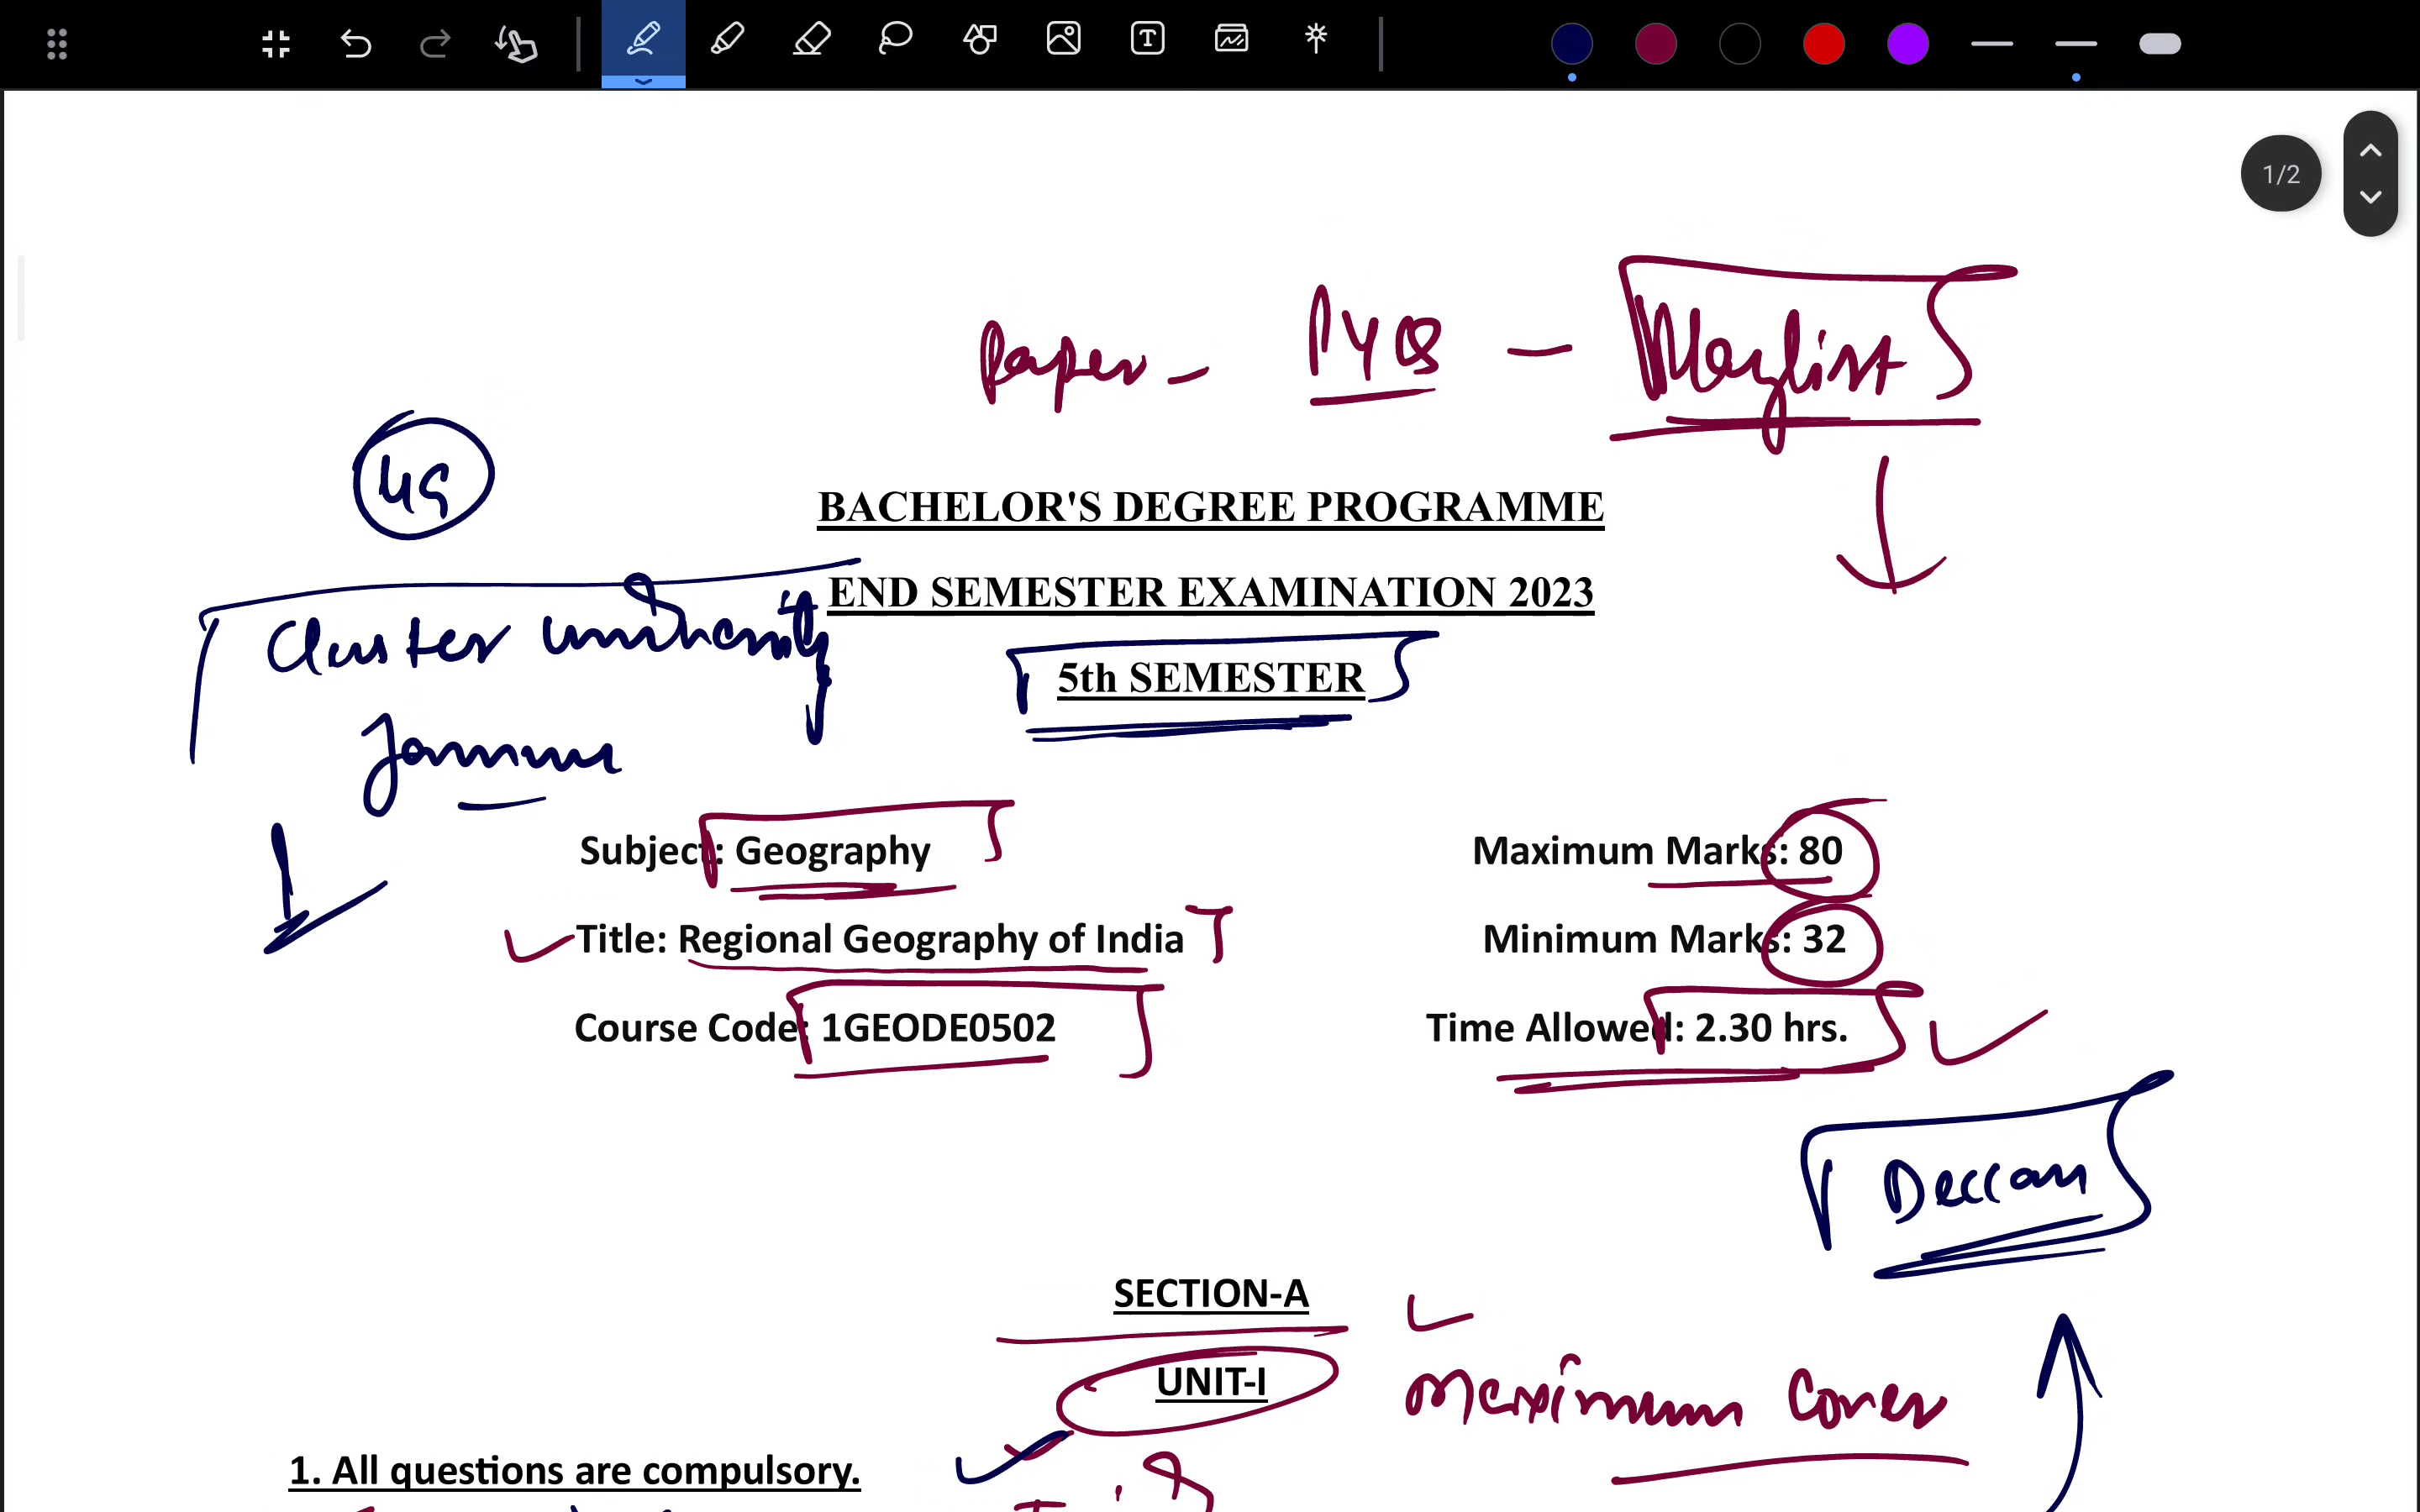 1/2
Paper - PYQ - Playlist
UG
BACHELOR'S DEGREE PROGRAMME
END SEMESTER EXAMINATION 2023
Cluster University
5th SEMESTER
Jammu
Subject: Geography
Maximum Marks: 80
Title: Regional Geography of India
Minimum Marks: 32
Course Code: 1GEODE0502
Time Allowed: 2.30 hrs.
Deccan
SECTION-A
UNIT-I
Maximum Cover
1. All questions are compulsory.